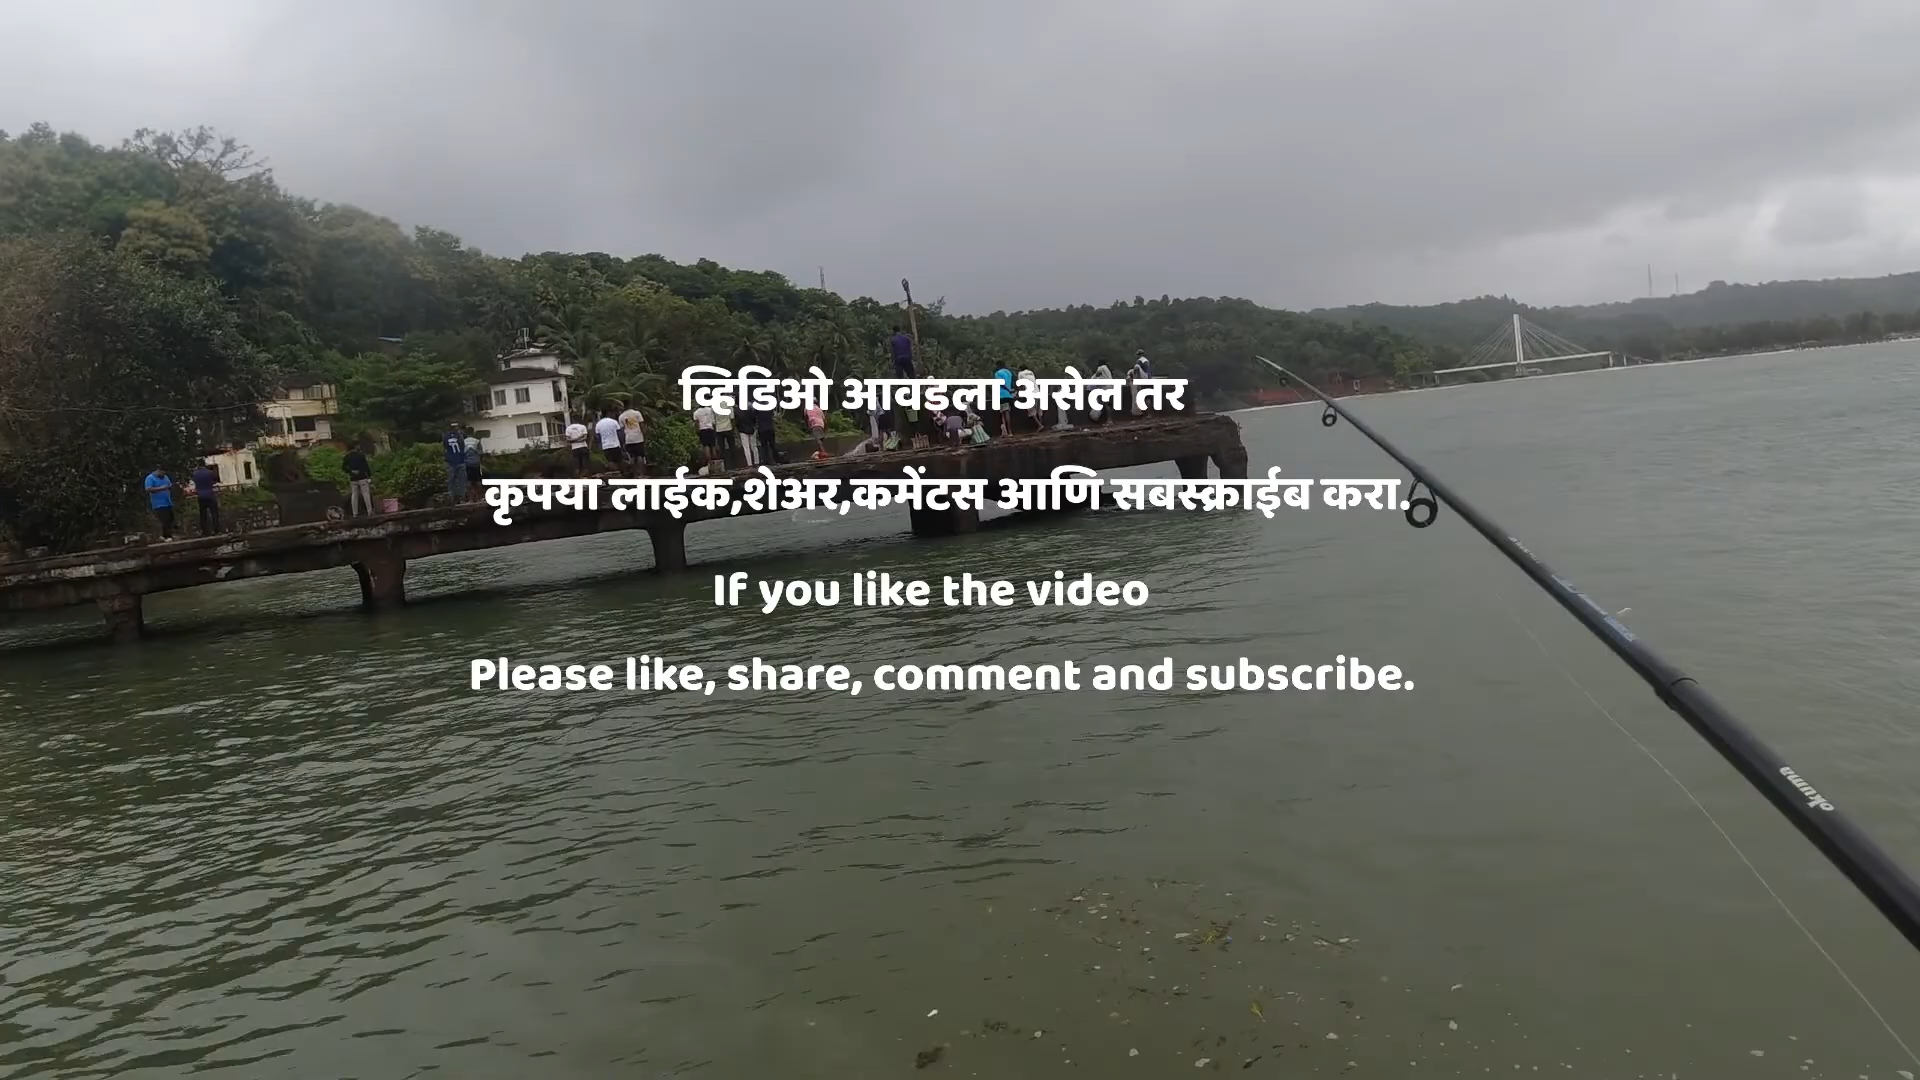 व्हिडिओ आवडला असेल तर
कृपया लाईक,शेअर,कमेंटस आणि सबस्क्राईब करा.
If you like the video
Please like, share, comment and subscribe.
okuma